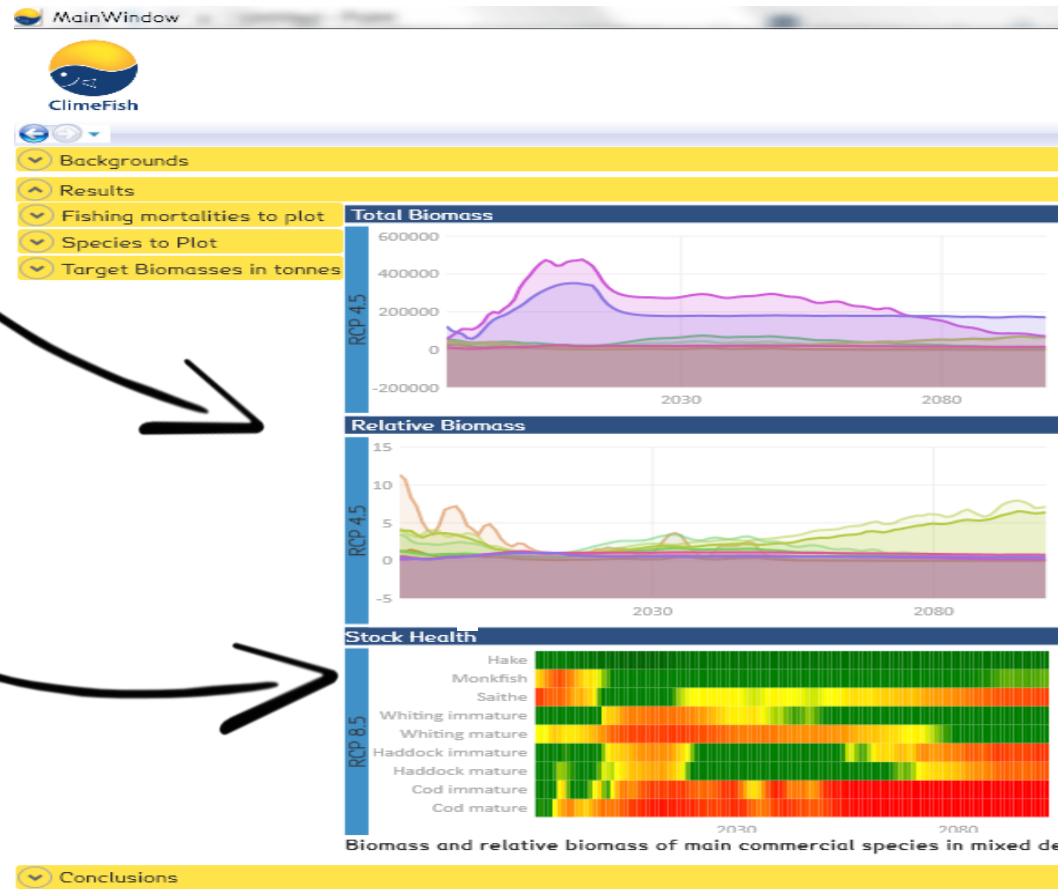 MainWindow
ClimeFish
Backgrounds
Results
Fishing mortalities to plot
Species to Plot
Target Biomasses in tonnes
Total Biomass
RCP 4.5
600000
400000
200000
0
-200000
2030
2080
Relative Biomass
RCP 4.5
15
10
5
0
-5
2030
2080
Stock Health
RCP 8.5
Hake
Monkfish
Saithe
Whiting immature
Whiting mature
Haddock immature
Haddock mature
Cod immature
Cod mature
2030
2080
Biomass and relative biomass of main commercial species in mixed de
Conclusions